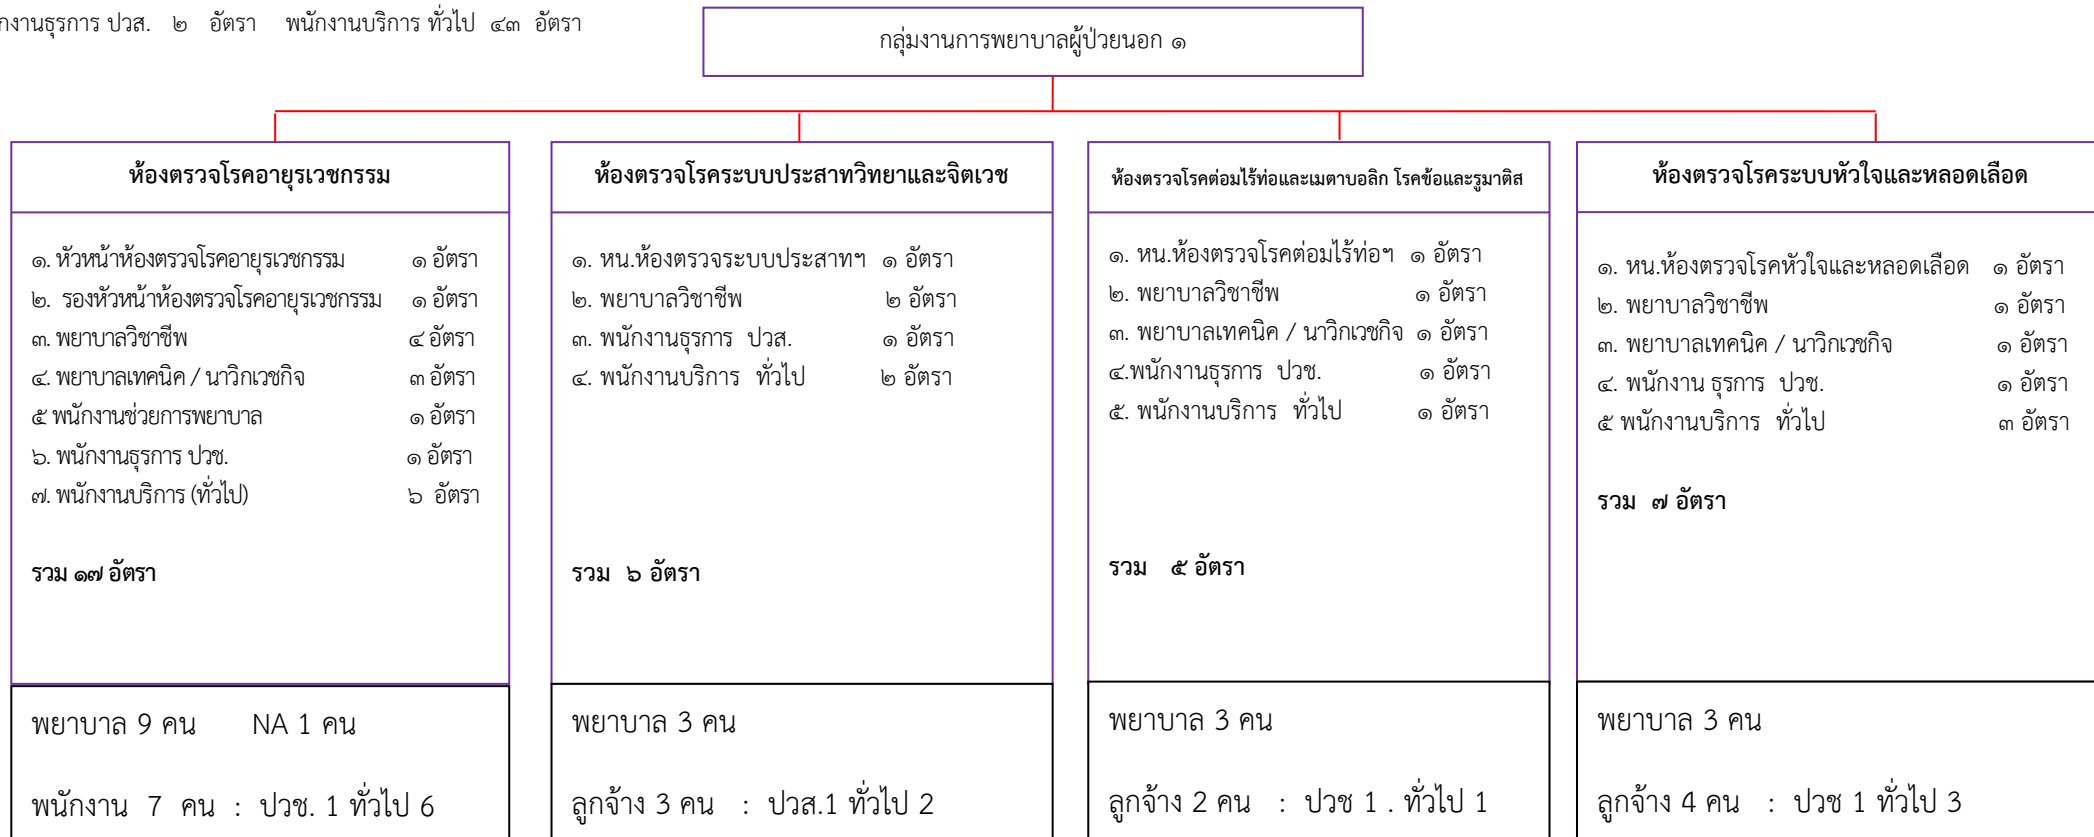 งานธุรการ ปวส. ๒ อัตรา พนักงานบริการ ทั่วไป ๔๓ อัตรา
กลุ่มงานการพยาบาลผู้ป่วยนอก ๑
ห้องตรวจโรคอายุรเวชกรรม
๑. หัวหน้าห้องตรวจโรคอายุรเวชกรรม ๑ อัตรา
๒. รองหัวหน้าห้องตรวจโรคอายุรเวชกรรม ๑ อัตรา
๓. พยาบาลวิชาชีพ ๔ อัตรา
๔. พยาบาลเทคนิค / นาวิกเวชกิจ ๓ อัตรา
๕ พนักงานช่วยการพยาบาล ๑ อัตรา
๖. พนักงานธุรการ ปวช. ๑ อัตรา
๗. พนักงานบริการ (ทั่วไป) ๖ อัตรา
รวม ๑๗ อัตรา
พยาบาล 9 คน NA 1 คน
พนักงาน 7 คน : ปวช. 1 ทั่วไป 6
ห้องตรวจโรคระบบประสาทวิทยาและจิตเวช
๑. หน.ห้องตรวจระบบประสาทฯ ๑ อัตรา
๒. พยาบาลวิชาชีพ ๒ อัตรา
๓. พนักงานธุรการ ปวส. ๑ อัตรา
๔. พนักงานบริการ ทั่วไป ๒ อัตรา
รวม ๖ อัตรา
พยาบาล 3 คน
ลูกจ้าง 3 คน : ปวส.1 ทั่วไป 2
ห้องตรวจโรคต่อมไร้ท่อและเมตาบอลิก โรคข้อและรูมาติส
๑. หน.ห้องตรวจโรคต่อมไร้ท่อฯ ๑ อัตรา
๒. พยาบาลวิชาชีพ ๑ อัตรา
๓. พยาบาลเทคนิค / นาวิกเวชกิจ ๑ อัตรา
๔.พนักงานธุรการ ปวช. ๑ อัตรา
๕. พนักงานบริการ ทั่วไป ๑ อัตรา
รวม ๕ อัตรา
พยาบาล 3 คน
ลูกจ้าง 2 คน : ปวช 1 . ทั่วไป 1
ห้องตรวจโรคระบบหัวใจและหลอดเลือด
๑. หน.ห้องตรวจโรคหัวใจและหลอดเลือด ๑ อัตรา
๒. พยาบาลวิชาชีพ ๑ อัตรา
๓. พยาบาลเทคนิค / นาวิกเวชกิจ ๑ อัตรา
๔. พนักงาน ธุรการ ปวช. ๑ อัตรา
๕ พนักงานบริการ ทั่วไป ๓ อัตรา
รวม ๗ อัตรา
พยาบาล 3 คน
ลูกจ้าง 4 คน : ปวช 1 ทั่วไป 3